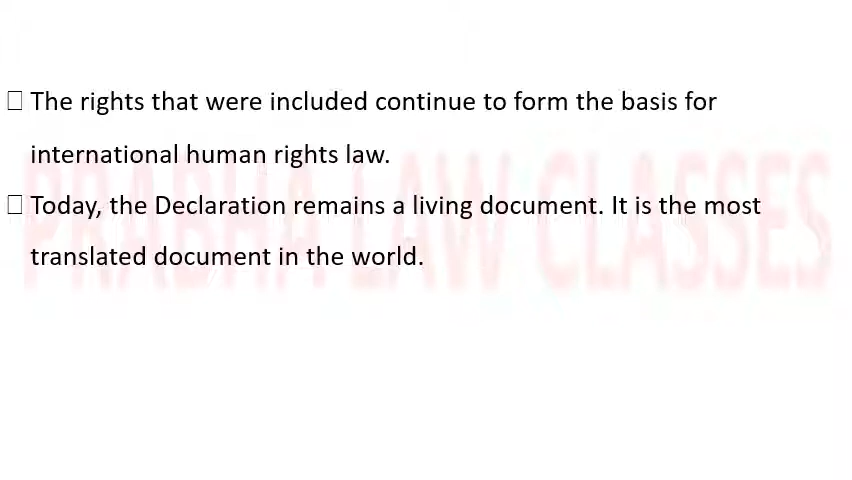 □ The rights that were included continue to form the basis for
international human rights law.
□ Today, the Declaration remains a living document. It is the most
translated document in the world.
PRABHA LAW CLASSES